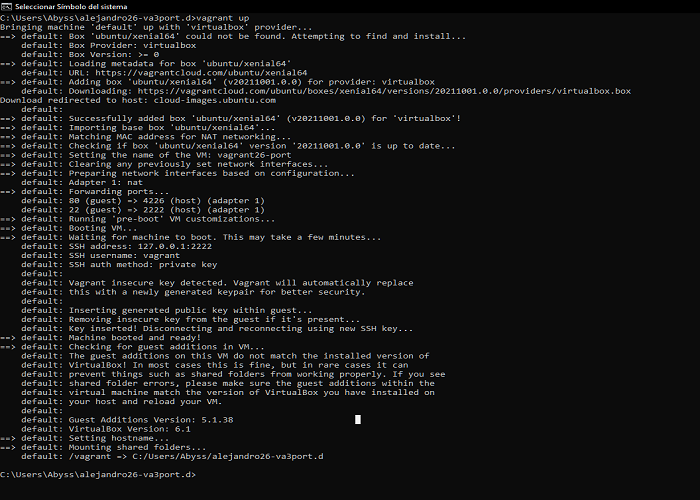 Seleccionar Símbolo del sistema
C:\Users\Abyss\alejandro26-va3port.d>vagrant up
Bringing machine 'default' up with 'virtualbox' provider...
==> default: Box 'ubuntu/xenial64' could not be found. Attempting to find and install...
default: Box Provider: virtualbox
default: Box Version: >= 0
==> default: Loading metadata for box 'ubuntu/xenial64'
default: URL: https://vagrantcloud.com/ubuntu/xenial64
==> default: Adding box 'ubuntu/xenial64' (v20211001.0.0) for provider: virtualbox
default: Downloading: https://vagrantcloud.com/ubuntu/boxes/xenial64/versions/20211001.0.0/providers/virtualbox.box
Download redirected to host: cloud-images.ubuntu.com
default:
==> default: Successfully added box 'ubuntu/xenial64' (v20211001.0.0) for 'virtualbox'!
==> default: Importing base box 'ubuntu/xenial64'...
==> default: Matching MAC address for NAT networking...
==> default: Checking if box 'ubuntu/xenial64' version '20211001.0.0' is up to date...
==> default: Setting the name of the VM: vagrant26-port
==> default: Clearing any previously set network interfaces...
==> default: Preparing network interfaces based on configuration...
default: Adapter 1: nat
==> default: Forwarding ports...
default: 80 (guest) => 4226 (host) (adapter 1)
default: 22 (guest) => 2222 (host) (adapter 1)
==> default: Running 'pre-boot' VM customizations...
==> default: Booting VM...
==> default: Waiting for machine to boot. This may take a few minutes...
default: SSH address: 127.0.0.1:2222
default: SSH username: vagrant
default: SSH auth method: private key
default:
default: Vagrant insecure key detected. Vagrant will automatically replace
default: this with a newly generated keypair for better security.
default:
default: Inserting generated public key within guest...
default: Removing insecure key from the guest if it's present...
default: Key inserted! Disconnecting and reconnecting using new SSH key...
==> default: Machine booted and ready!
==> default: Checking for guest additions in VM...
default: The guest additions on this VM do not match the installed version of
default: VirtualBox! In most cases this is fine, but in rare cases it can
default: prevent things such as shared folders from working properly. If you see
default: shared folder errors, please make sure the guest additions within the
default: virtual machine match the version of VirtualBox you have installed on
default: your host and reload your VM.
default:
default: Guest Additions Version: 5.1.38
default: VirtualBox Version: 6.1
==> default: Setting hostname...
==> default: Mounting shared folders...
default: /vagrant => C:/Users/Abyss/alejandro26-va3port.d
C:\Users\Abyss\alejandro26-va3port.d>